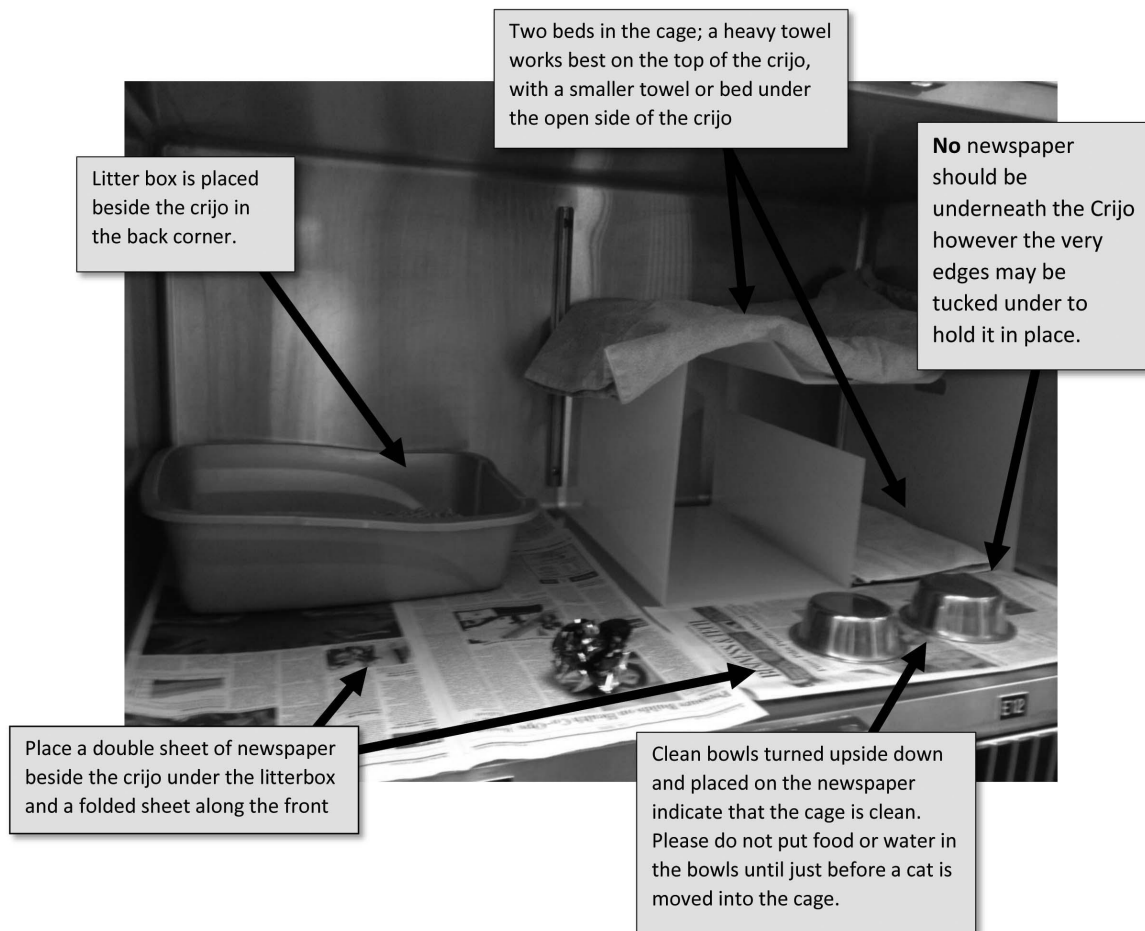 Two beds in the cage; a heavy towel
works best on the top of the crijo,
with a smaller towel or bed under
the open side of the crijo
No newspaper
should be
underneath the Crijo
however the very
edges may be
tucked under to
hold it in place.
Litter box is placed
beside the crijo in
the back corner.
E12
Place a double sheet of newspaper
beside the crijo under the litterbox
and a folded sheet along the front
Clean bowls turned upside down
and placed on the newspaper
indicate that the cage is clean.
Please do not put food or water in
the bowls until just before a cat is
moved into the cage.